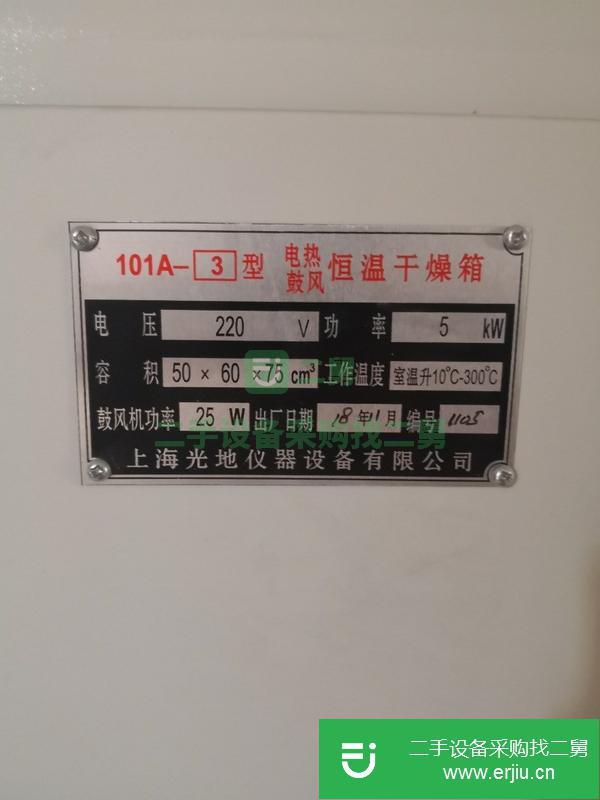 101A-3型 电热鼓风 恒温干燥箱
电压 220 V 功率 5 kW
容积 50 × 60 × 75 cm³ 工作温度 室温升10℃-300℃
鼓风机功率 25 W 出厂日期 18年11月 编号 1105
二手设备采购找二舅
上海光地仪器设备有限公司
二手设备采购找二舅
www.erjiu.cn